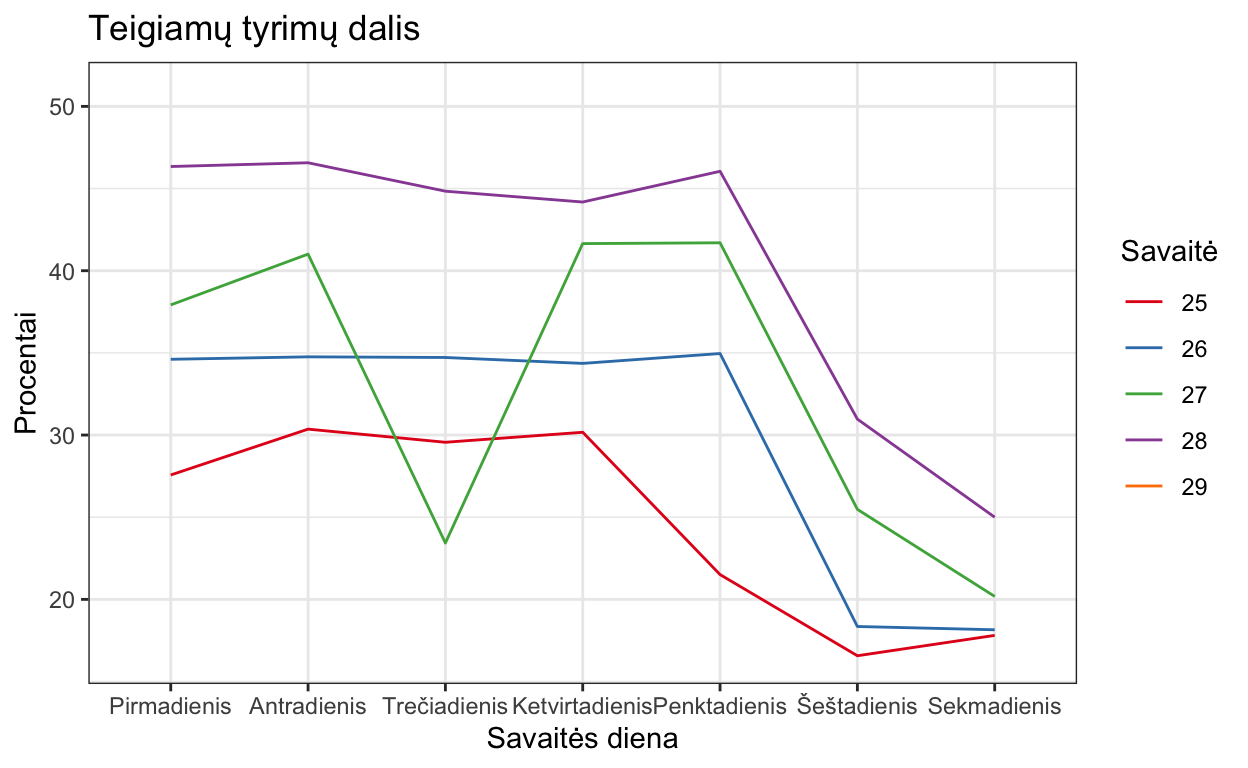 Teigiamų tyrimų dalis
Procentai
50
40
30
20
Pirmadienis Antradienis Trečiadienis Ketvirtadienis Penktadienis Šeštadienis Sekmadienis
Savaitės diena
Savaitė
25
26
27
28
29